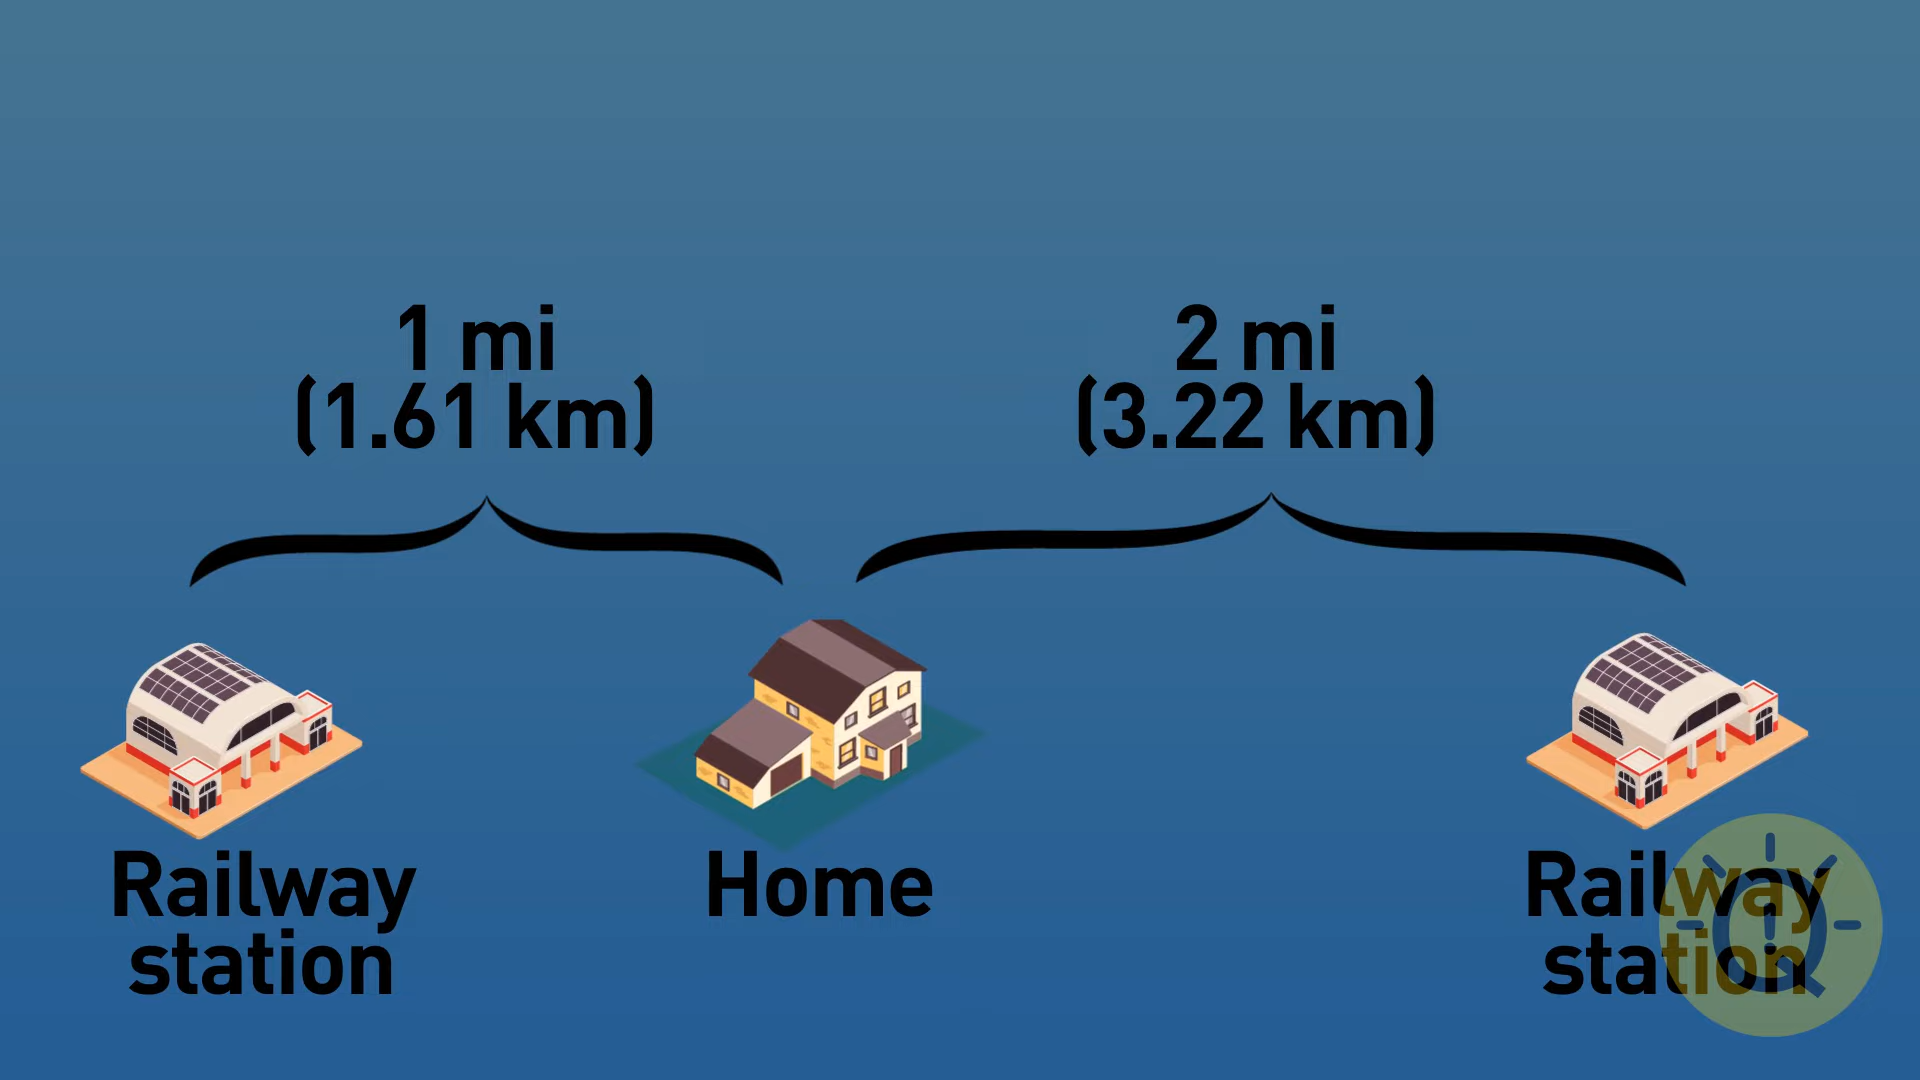 1 mi
(1.61 km)
2 mi
(3.22 km)
Railway
station
Home
Railway
station